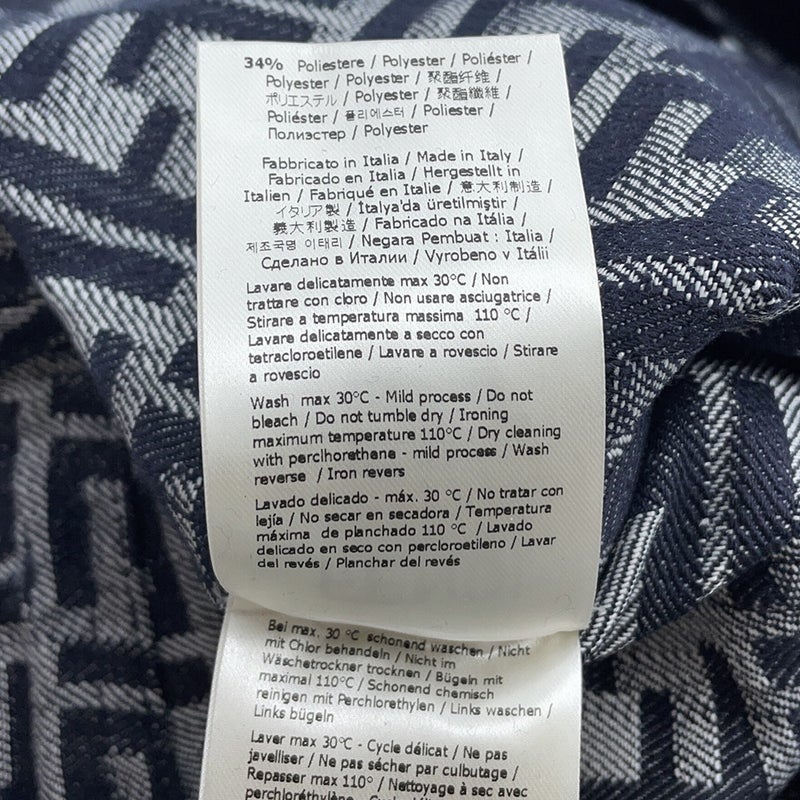 34% Poliestere / Polyester / Poliéster /
Polyester / Polyester / 聚酯纤维 /
ポリエステル / Polyester / 聚酯纖維 /
Poliéster / 폴리에스터 / Poliester /
Полиэстер / Polyester
Fabbricato in Italia / Made in Italy /
Fabricado en Italia / Hergestellt in
Italien / Fabriqué en Italie / 意大利制造 /
イタリア製 / İtalya'da üretilmiştir /
義大利製造 / Fabricado na Itália /
제조국명 이태리 / Negara Pembuat : Italia /
Сделано в Италии / Vyrobeno v Itálii
Lavare delicatamente max 30°C / Non
trattare con cloro / Non usare asciugatrice /
Stirare a temperatura massima 110 °C /
Lavare delicatamente a secco con
tetracloroetilene / Lavare a rovescio / Stirare
a rovescio
Wash max 30°C - Mild process / Do not
bleach / Do not tumble dry / Ironing
maximum temperature 110°C / Dry cleaning
with perclhorethene - mild process / Wash
reverse / Iron revers
Lavado delicado - máx. 30 °C / No tratar con
lejía / No secar en secadora / Temperatura
máxima de planchado 110 °C / Lavado
delicado en seco con percloroetileno / Lavar
del revés / Planchar del revés
Bei max. 30 °C schonend waschen / Nicht
mit Chlor behandeln / Nicht im
Wäschetrockner trocknen / Bügeln mit
maximal 110°C / Schonend chemisch
reinigen mit Perchlorethylen / Links waschen /
Links bügeln
Laver max 30°C - Cycle délicat / Ne pas
javelliser / Ne pas sécher par culbutage /
Repasser max 110° / Nettoyage à sec avec
perchloréthylène / Cycle délicat